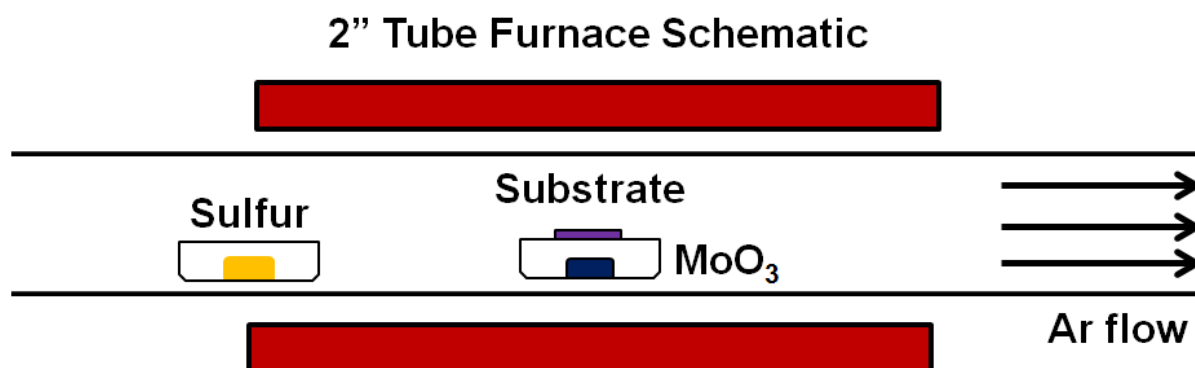 2” Tube Furnace Schematic
Substrate
Sulfur
MoO₃
Ar flow